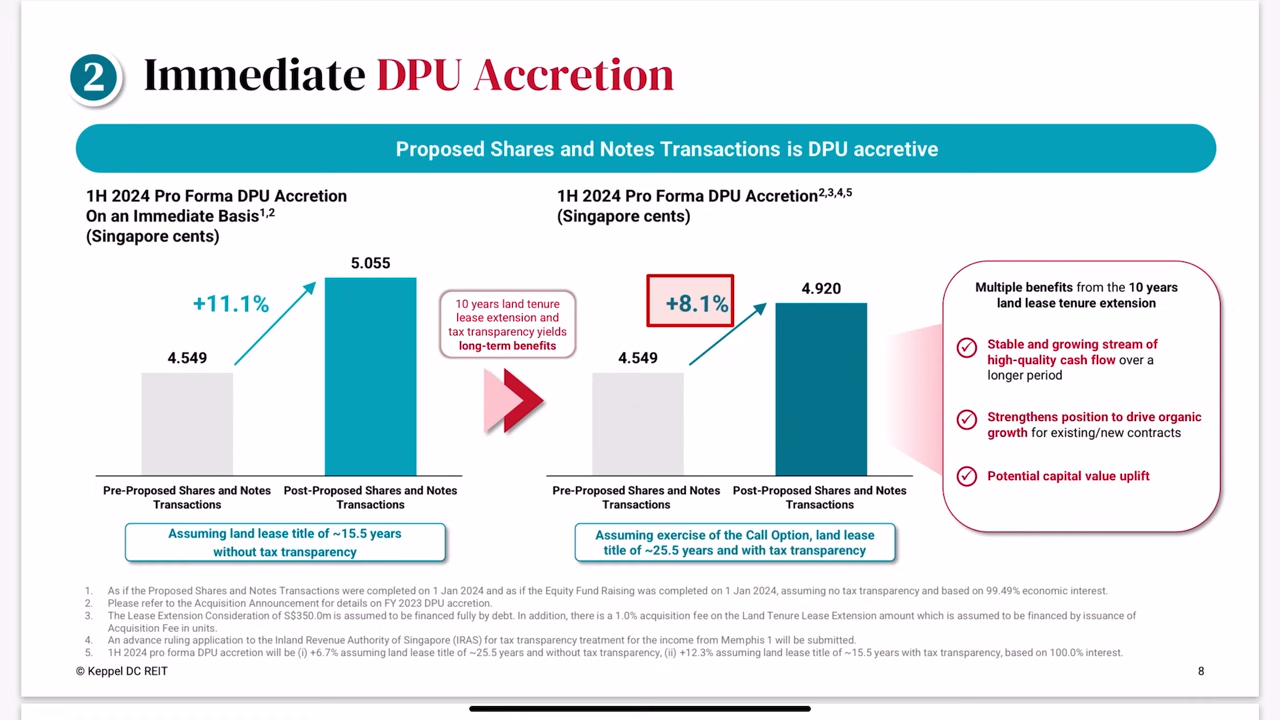 2
Immediate DPU Accretion
Proposed Shares and Notes Transactions is DPU accretive
1H 2024 Pro Forma DPU Accretion
On an Immediate Basis1,2
(Singapore cents)
5.055
+11.1%
4.549
Pre-Proposed Shares and Notes
Transactions
Post-Proposed Shares and Notes
Transactions
Assuming land lease title of ~15.5 years
without tax transparency
10 years land tenure
lease extension and
tax transparency yields
long-term benefits
1H 2024 Pro Forma DPU Accretion2,3,4,5
(Singapore cents)
4.920
+8.1%
4.549
Pre-Proposed Shares and Notes
Transactions
Post-Proposed Shares and Notes
Transactions
Assuming exercise of the Call Option, land lease
title of ~25.5 years and with tax transparency
Multiple benefits from the 10 years
land lease tenure extension
Stable and growing stream of
high-quality cash flow over a
longer period
Strengthens position to drive organic
growth for existing/new contracts
Potential capital value uplift
1. As if the Proposed Shares and Notes Transactions were completed on 1 Jan 2024 and as if the Equity Fund Raising was completed on 1 Jan 2024, assuming no tax transparency and based on 99.49% economic interest.
2. Please refer to the Acquisition Announcement for details on FY 2023 DPU accretion.
3. The Lease Extension Consideration of S$350.0m is assumed to be financed fully by debt. In addition, there is a 1.0% acquisition fee on the Land Tenure Lease Extension amount which is assumed to be financed by issuance of
Acquisition Fee in units.
4. An advance ruling application to the Inland Revenue Authority of Singapore (IRAS) for tax transparency treatment for the income from Memphis 1 will be submitted.
5. 1H 2024 pro forma DPU accretion will be (i) +6.7% assuming land lease title of ~25.5 years and without tax transparency, (ii) +12.3% assuming land lease title of ~15.5 years with tax transparency, based on 100.0% interest.
© Keppel DC REIT
8